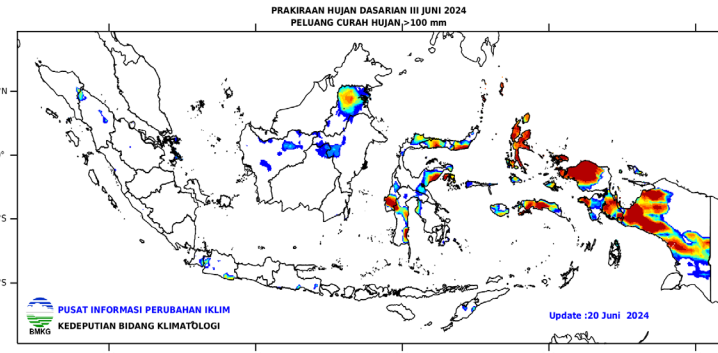 PRAKIRAAN HUJAN DASARIAN III JUNI 2024
PELUANG CURAH HUJAN >100 mm
°N
°
°S
°S
PUSAT INFORMASI PERUBAHAN IKLIM
KEDEPUTIAN BIDANG KLIMATOLOGI
BMKG
Update :20 Juni 2024